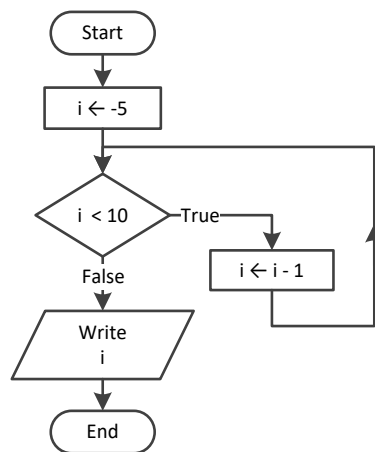 Start
i ← -5
i < 10
True
i ← i - 1
False
Write
i
End